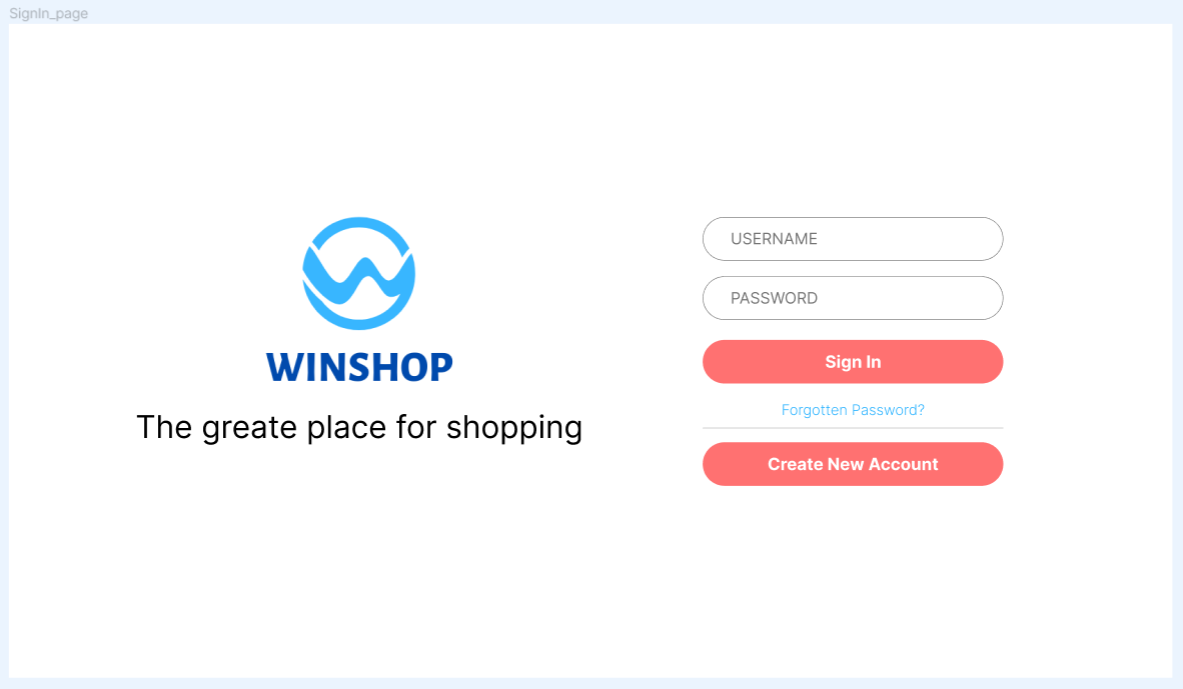 SignIn_page
WINSHOP
The greate place for shopping
USERNAME
PASSWORD
Sign In
Forgotten Password?
Create New Account